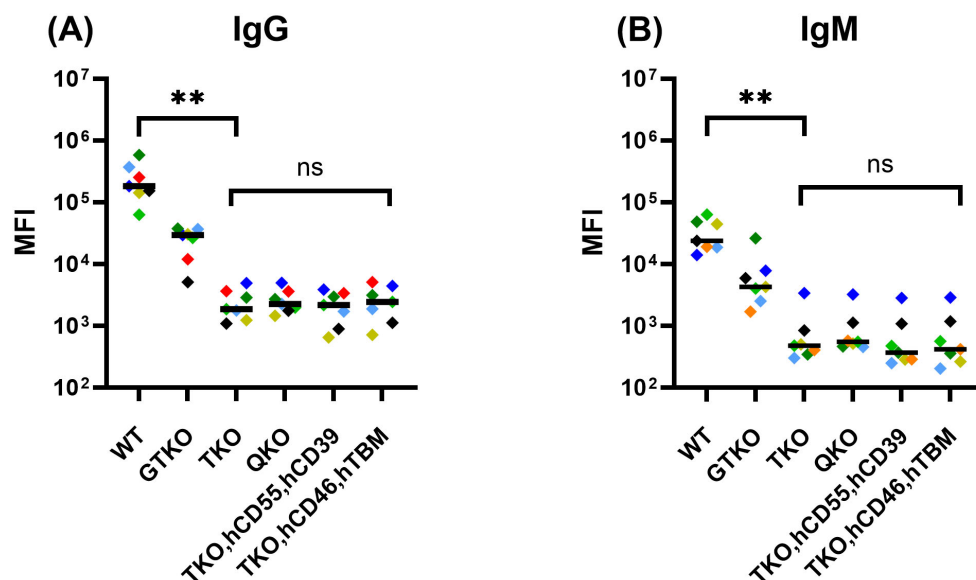 (A) IgG
MFI
10⁷
10⁶
10⁵
10⁴
10³
10²
**
ns
WT
GTKO
TKO
QKO
TKO,hCD55,hCD39
TKO,hCD46,hTBM
(B) IgM
MFI
10⁷
10⁶
10⁵
10⁴
10³
10²
**
ns
WT
GTKO
TKO
QKO
TKO,hCD55,hCD39
TKO,hCD46,hTBM